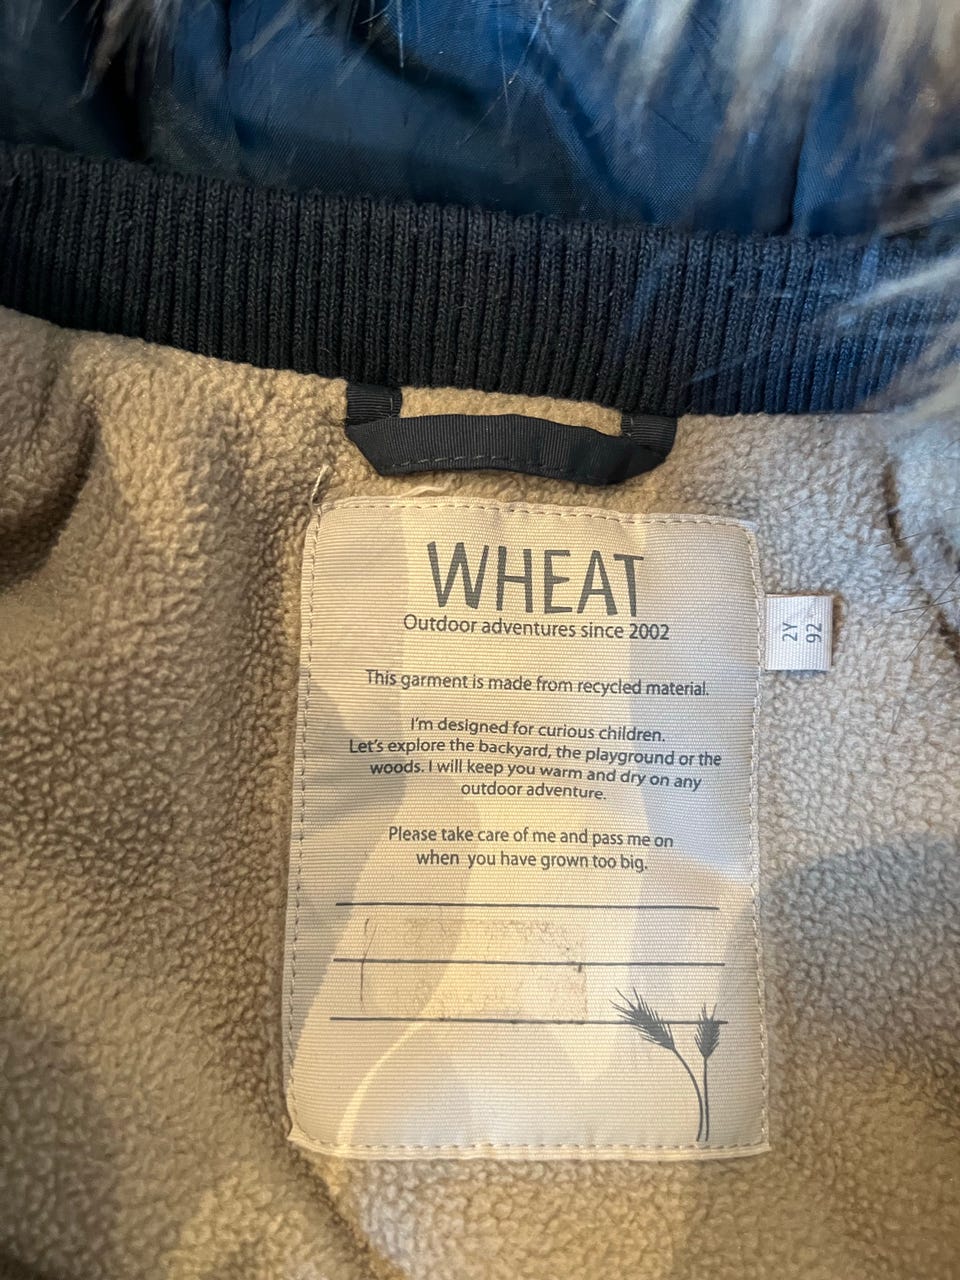 WHEAT
Outdoor adventures since 2002
This garment is made from recycled material.
I'm designed for curious children.
Let's explore the backyard, the playground or the
woods. I will keep you warm and dry on any
outdoor adventure.
Please take care of me and pass me on
when you have grown too big.
2Y
92